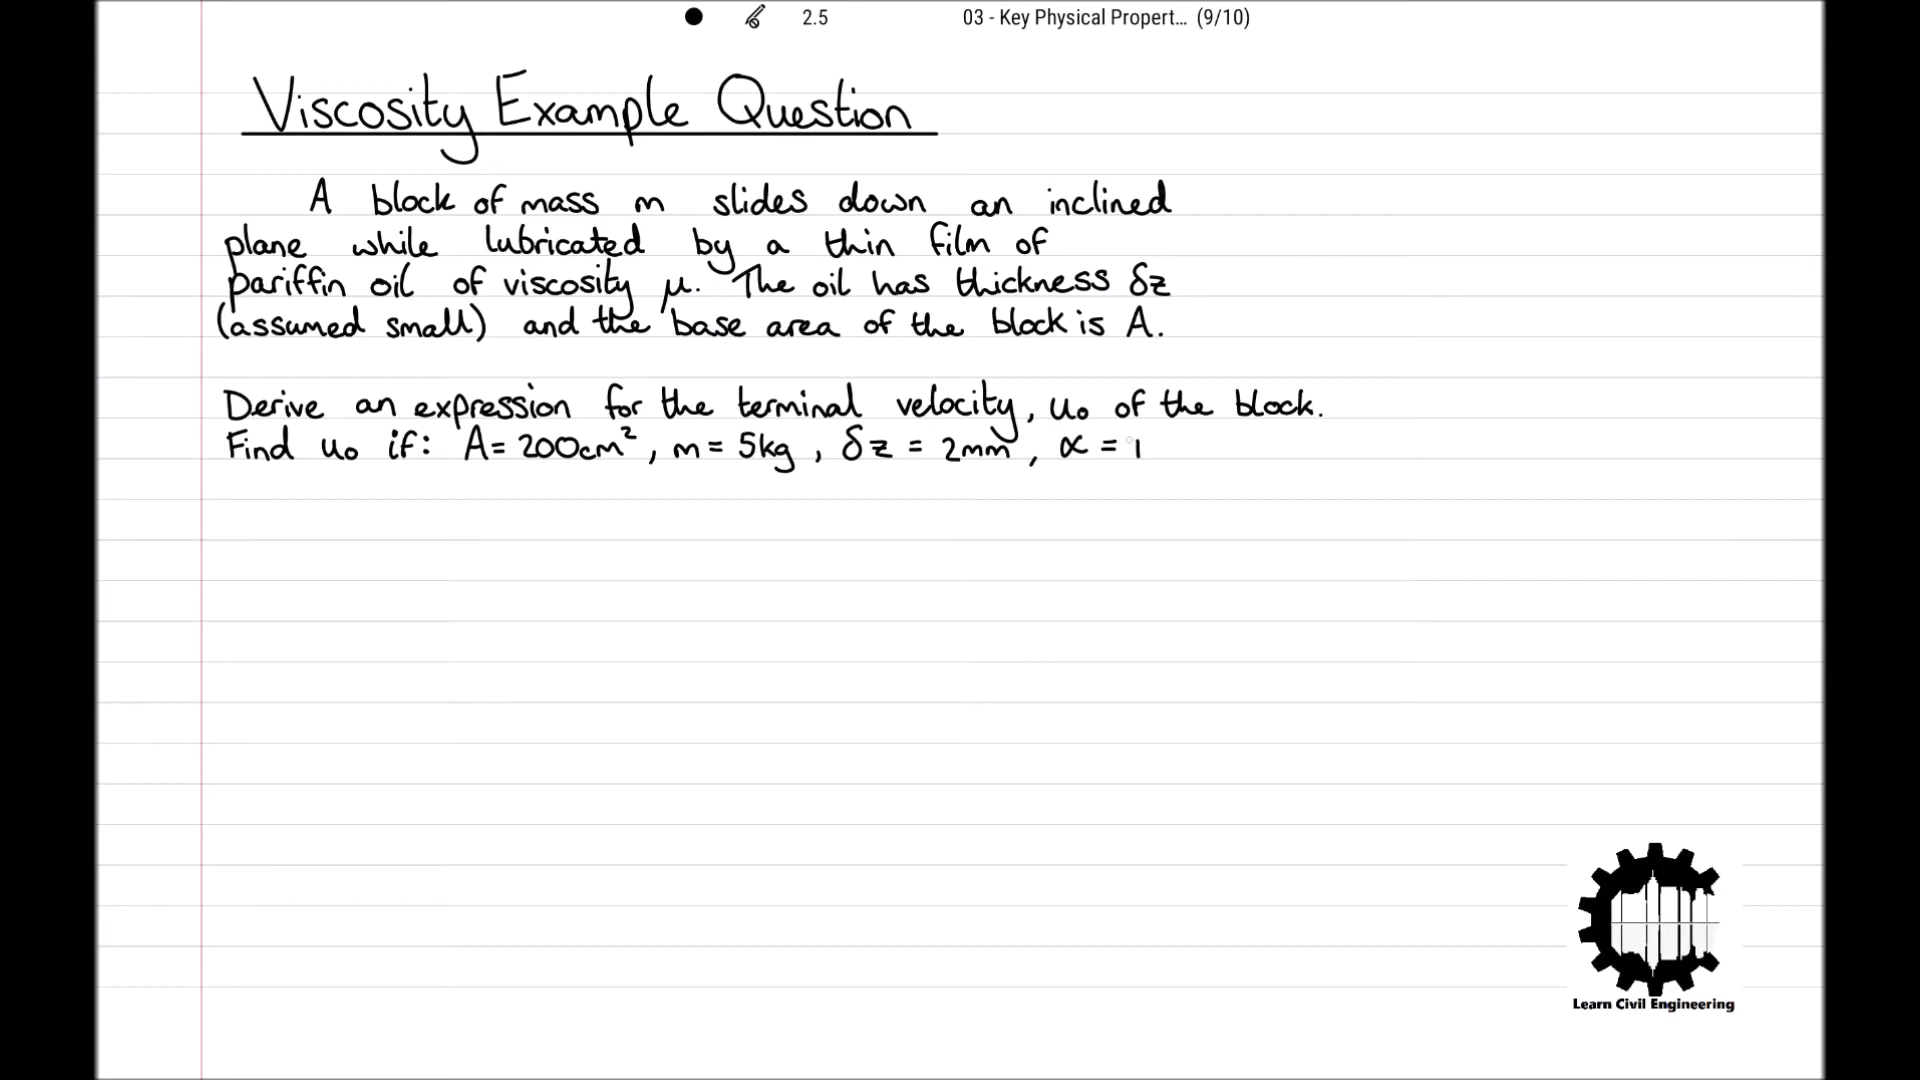 2.5 03 - Key Physical Propert... (9/10)
Viscosity Example Question
A block of mass m slides down an inclined
plane while lubricated by a thin film of
pariffin oil of viscosity μ. The oil has thickness δz
(assumed small) and the base area of the block is A.
Derive an expression for the terminal velocity, u₀ of the block.
Find u₀ if: A = 200cm², m = 5kg, δz = 2mm, α = 1
Learn Civil Engineering